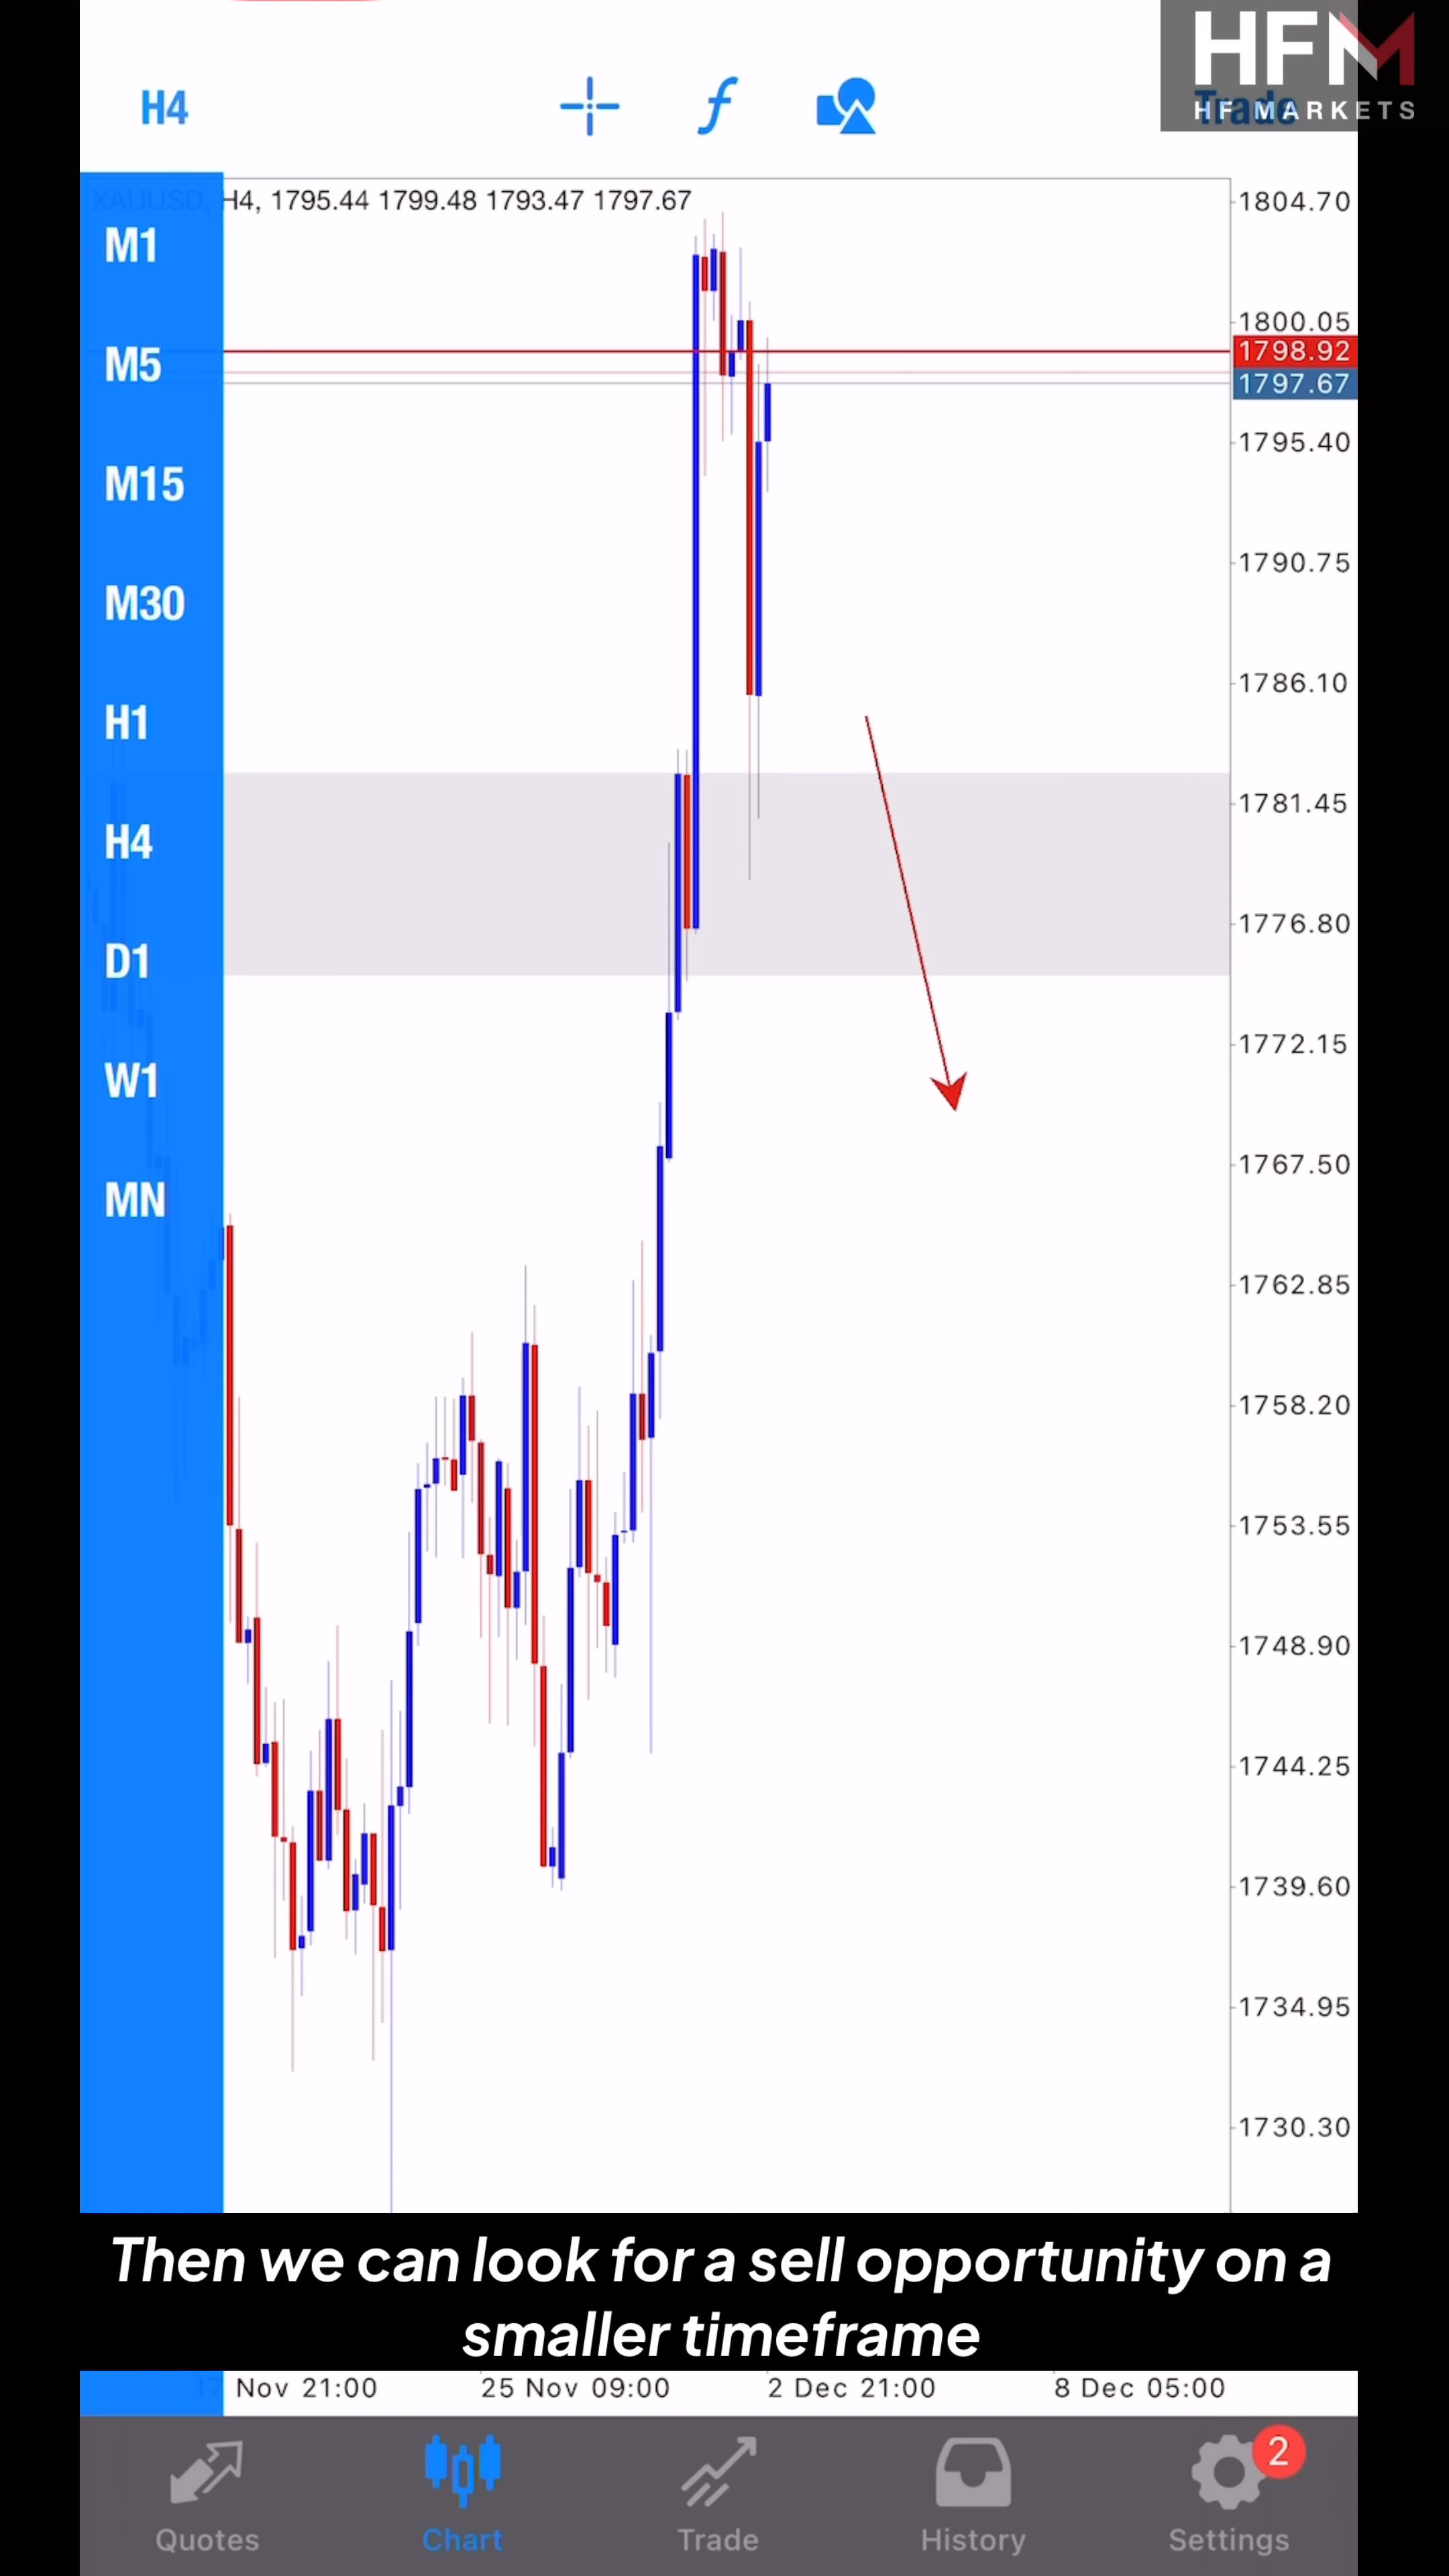 HFM
HF MARKETS
H4
Trade
XAUUSD, H4, 1795.44 1799.48 1793.47 1797.67
M1
M5
M15
M30
H1
H4
D1
W1
MN
1804.70
1800.05
1798.92
1797.67
1795.40
1790.75
1786.10
1781.45
1776.80
1772.15
1767.50
1762.85
1758.20
1753.55
1748.90
1744.25
1739.60
1734.95
1730.30
Then we can look for a sell opportunity on a
smaller timeframe
17 Nov 21:00 25 Nov 09:00 2 Dec 21:00 8 Dec 05:00
2
Quotes Chart Trade History Settings